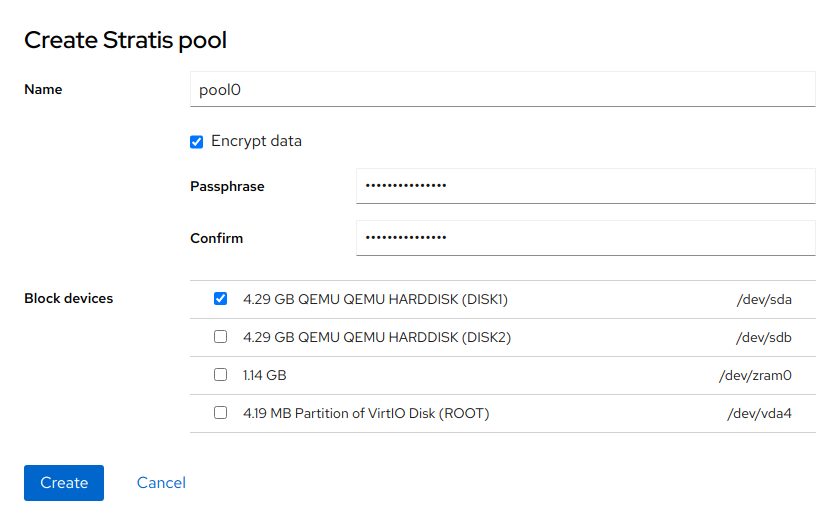 Create Stratis pool
Name
pool0
Encrypt data
Passphrase
•••••••••••••••
Confirm
•••••••••••••••
Block devices
4.29 GB QEMU QEMU HARDDISK (DISK1) /dev/sda
4.29 GB QEMU QEMU HARDDISK (DISK2) /dev/sdb
1.14 GB /dev/zram0
4.19 MB Partition of VirtIO Disk (ROOT) /dev/vda4
Create Cancel